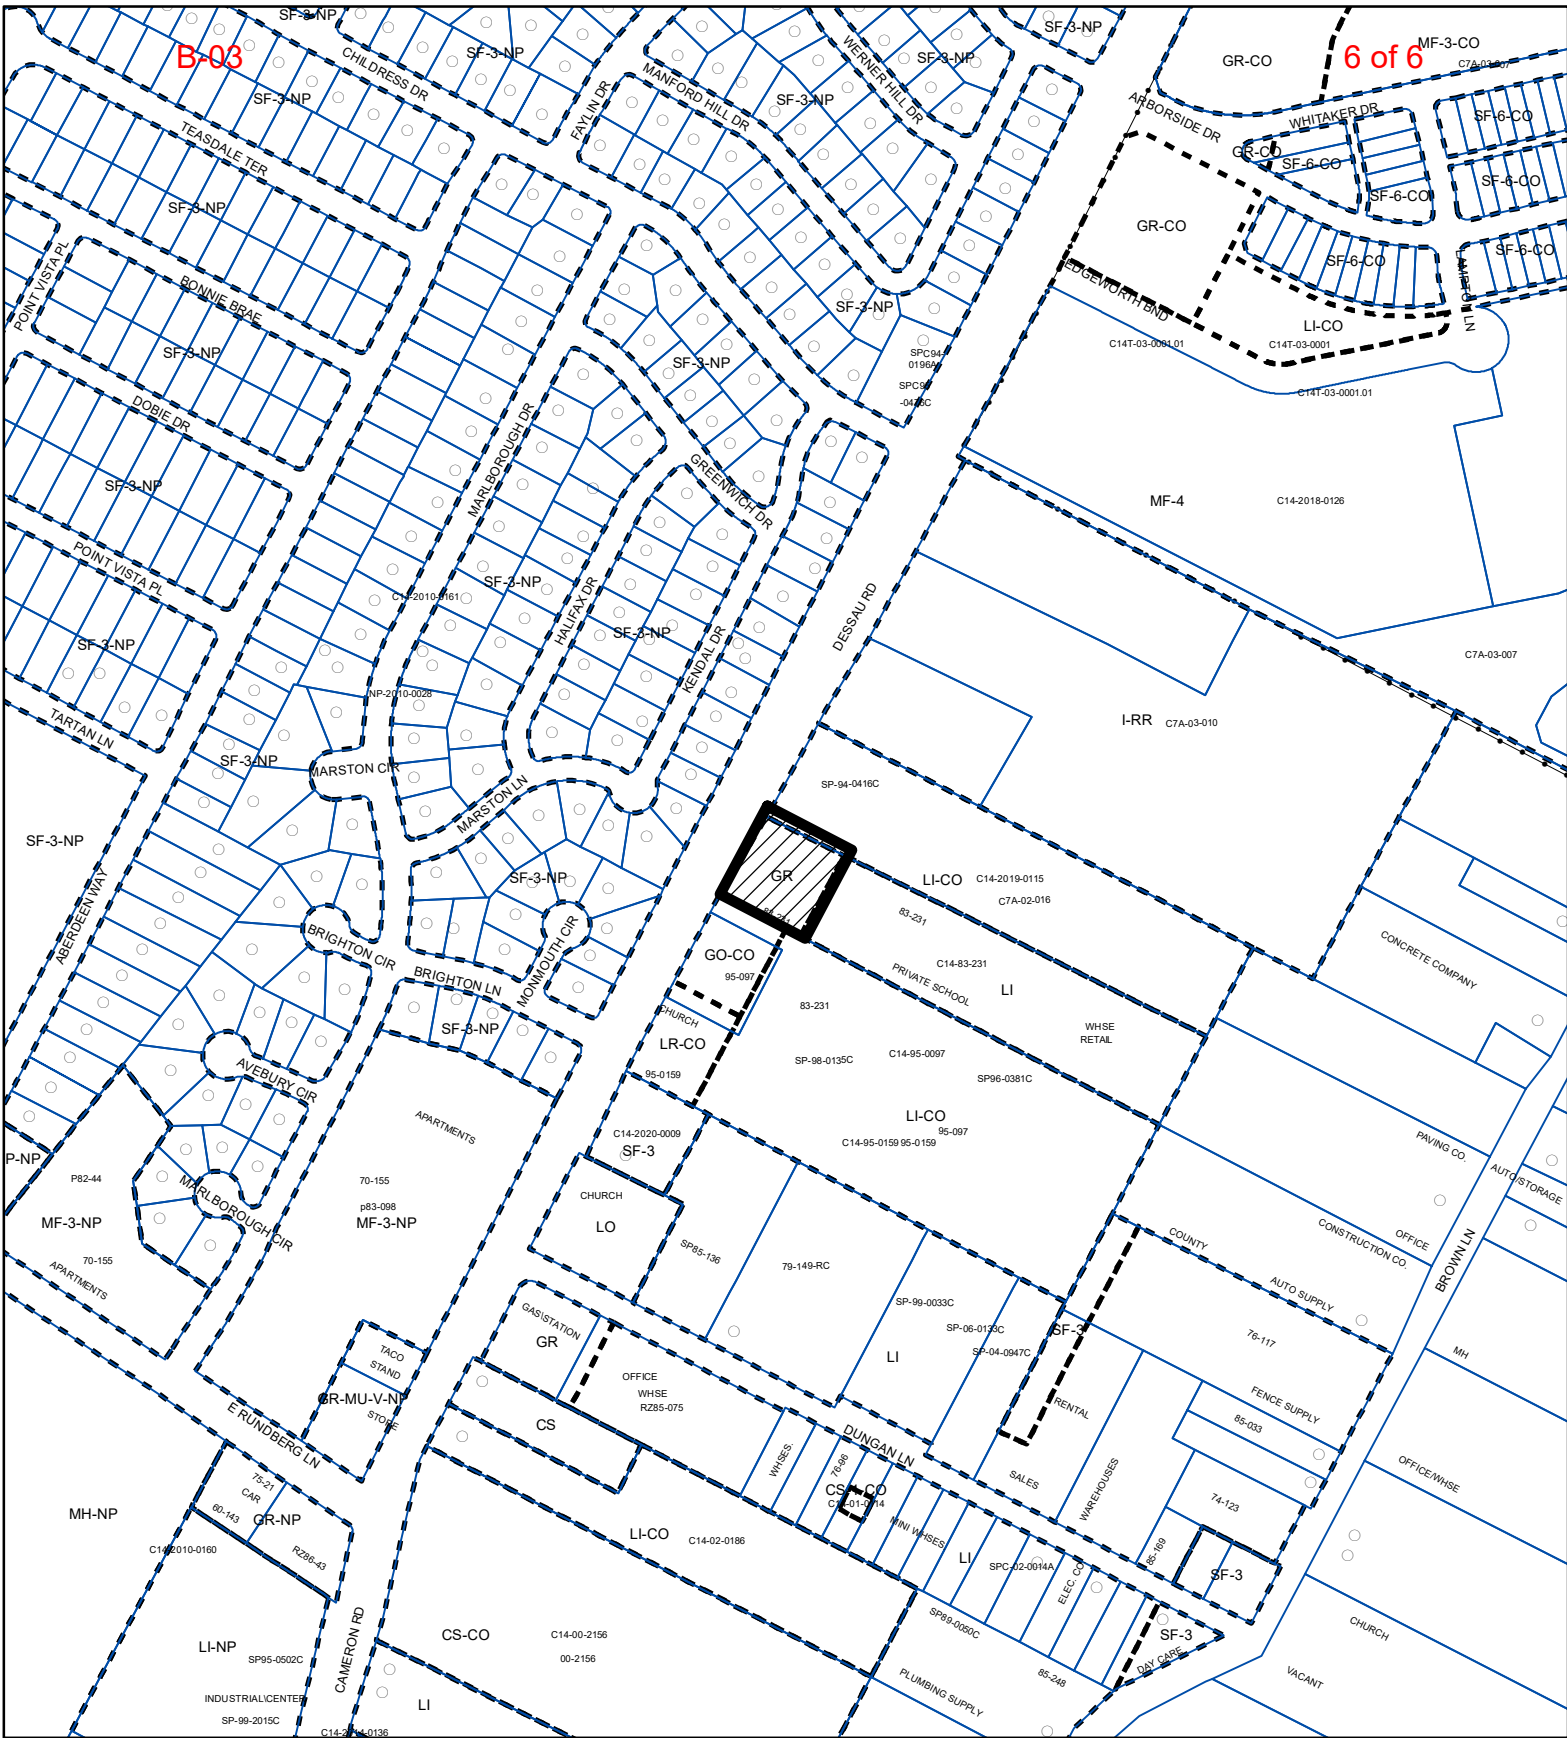 SF-3-NP
B-03
CHILDRESS DR
SF-3-NP
WERNER HILL DR
SF-3-NP
SF-3-NP
GR-CO
6 of 6
MF-3-CO
SF-3-NP
TEASDALE TER
FAYLIN DR
MANFORD HILL DR
SF-3-NP
ARBORSIDE DR
WHITAKER DR
SF-6-CO
GR-CO
SF-6-CO
SF-6-CO
SF-6-CO
SF-3-NP
GR-CO
SF-6-CO
SF-6-CO
LAMPTON LN
POINT VISTA PL
BONNIE BRAE
EDGEWORTH BND
SF-3-NP
LI-CO
C14T-03-0001.01
C14T-03-0001
SF-3-NP
SF-3-NP
SPC94-
0196A
C14T-03-0001.01
DOBIE DR
MARLBOROUGH DR
GREENWICH DR
SF-3-NP
MF-4
C14-2018-0126
POINT VISTA PL
SF-3-NP
C14-2010-0161
HALIFAX DR
SF-3-NP
KENDAL DR
DESSAU RD
SF-3-NP
C7A-03-007
NP-2010-0028
TARTAN LN
I-RR
C7A-03-010
SF-3-NP
MARSTON CIR
MARSTON LN
SP-94-0416C
SF-3-NP
SF-3-NP
GR
LI-CO
C14-2019-0115
C7A-02-016
83-231
ABERDEEN WAY
BRIGHTON CIR
BRIGHTON LN
MONMOUTH CIR
GO-CO
95-097
C14-83-231
PRIVATE SCHOOL
LI
CONCRETE COMPANY
83-231
CHURCH
WHSE
RETAIL
SF-3-NP
LR-CO
SP-98-0135C
C14-95-0097
SP96-0381C
95-0159
AVEBURY CIR
APARTMENTS
LI-CO
95-097
C14-95-0159 95-0159
C14-2020-0009
SF-3
PAVING CO.
AUTO/STORAGE
P-NP
P82-44
70-155
p83-098
MF-3-NP
MARLBOROUGH CIR
CHURCH
LO
MF-3-NP
70-155
APARTMENTS
SP85-136
79-149-RC
COUNTY
CONSTRUCTION CO.
OFFICE
BROWN LN
AUTO SUPPLY
SP-99-0033C
SP-06-0133C
SP-04-0947C
SF-3
LI
76-117
MH
GAS\STATION
GR
TACO
STAND
GR-MU-V-NP
STORE
OFFICE
WHSE
RZ85-075
RENTAL
FENCE SUPPLY
85-033
E RUNDBERG LN
CS
DUNGAN LN
WHSES.
76-96
SALES
WAREHOUSES
OFFICE/WHSE
74-123
75-21
CAR
60-143
GR-NP
RZ86-43
MH-NP
C14-2010-0160
LI-CO
C14-02-0186
MINI WHSES
LI
SPC-02-0014A
ELEC. CO
85-169
SF-3
CAMERON RD
CS-CO
C14-00-2156
00-2156
SP89-0050C
SF-3
DAY CARE
CHURCH
LI-NP
SP95-0502C
INDUSTRIAL\CENTER
SP-99-2015C
LI
PLUMBING SUPPLY
85-248
VACANT